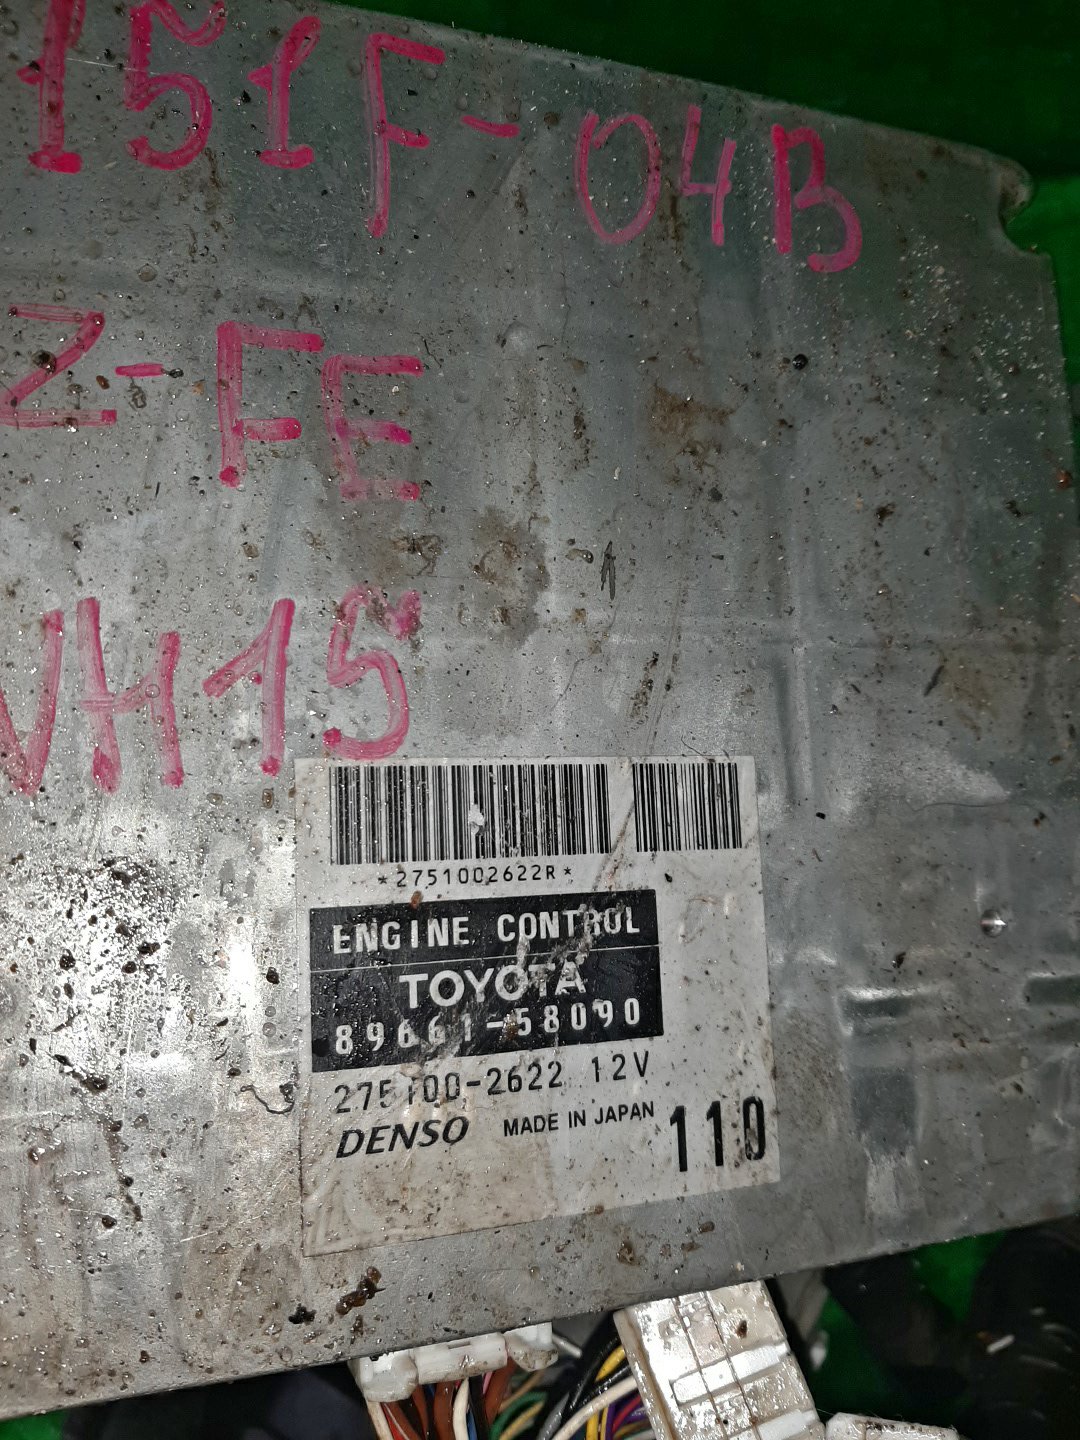 151F-04B
Z-FE
VH15
*2751002622R*
ENGINE CONTROL
TOYOTA
89661-58090
275100-2622 12V
DENSO MADE IN JAPAN 110